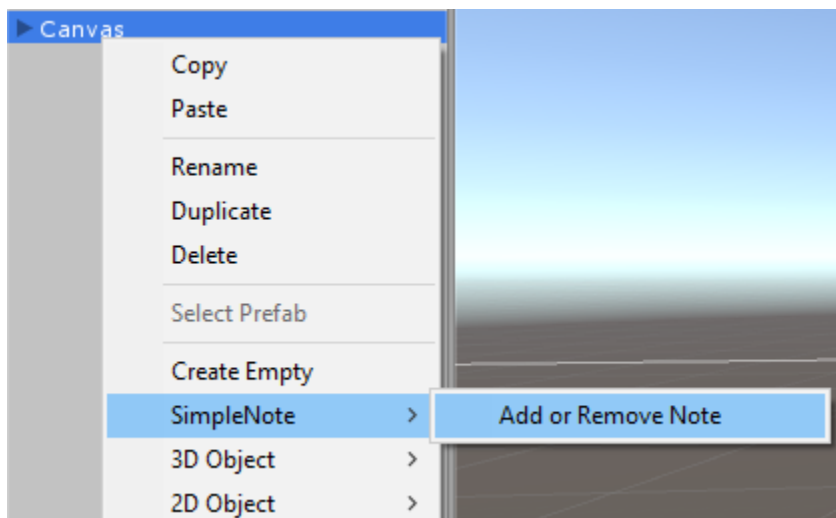 Canvas
Copy
Paste
Rename
Duplicate
Delete
Select Prefab
Create Empty
SimpleNote
Add or Remove Note
3D Object
2D Object